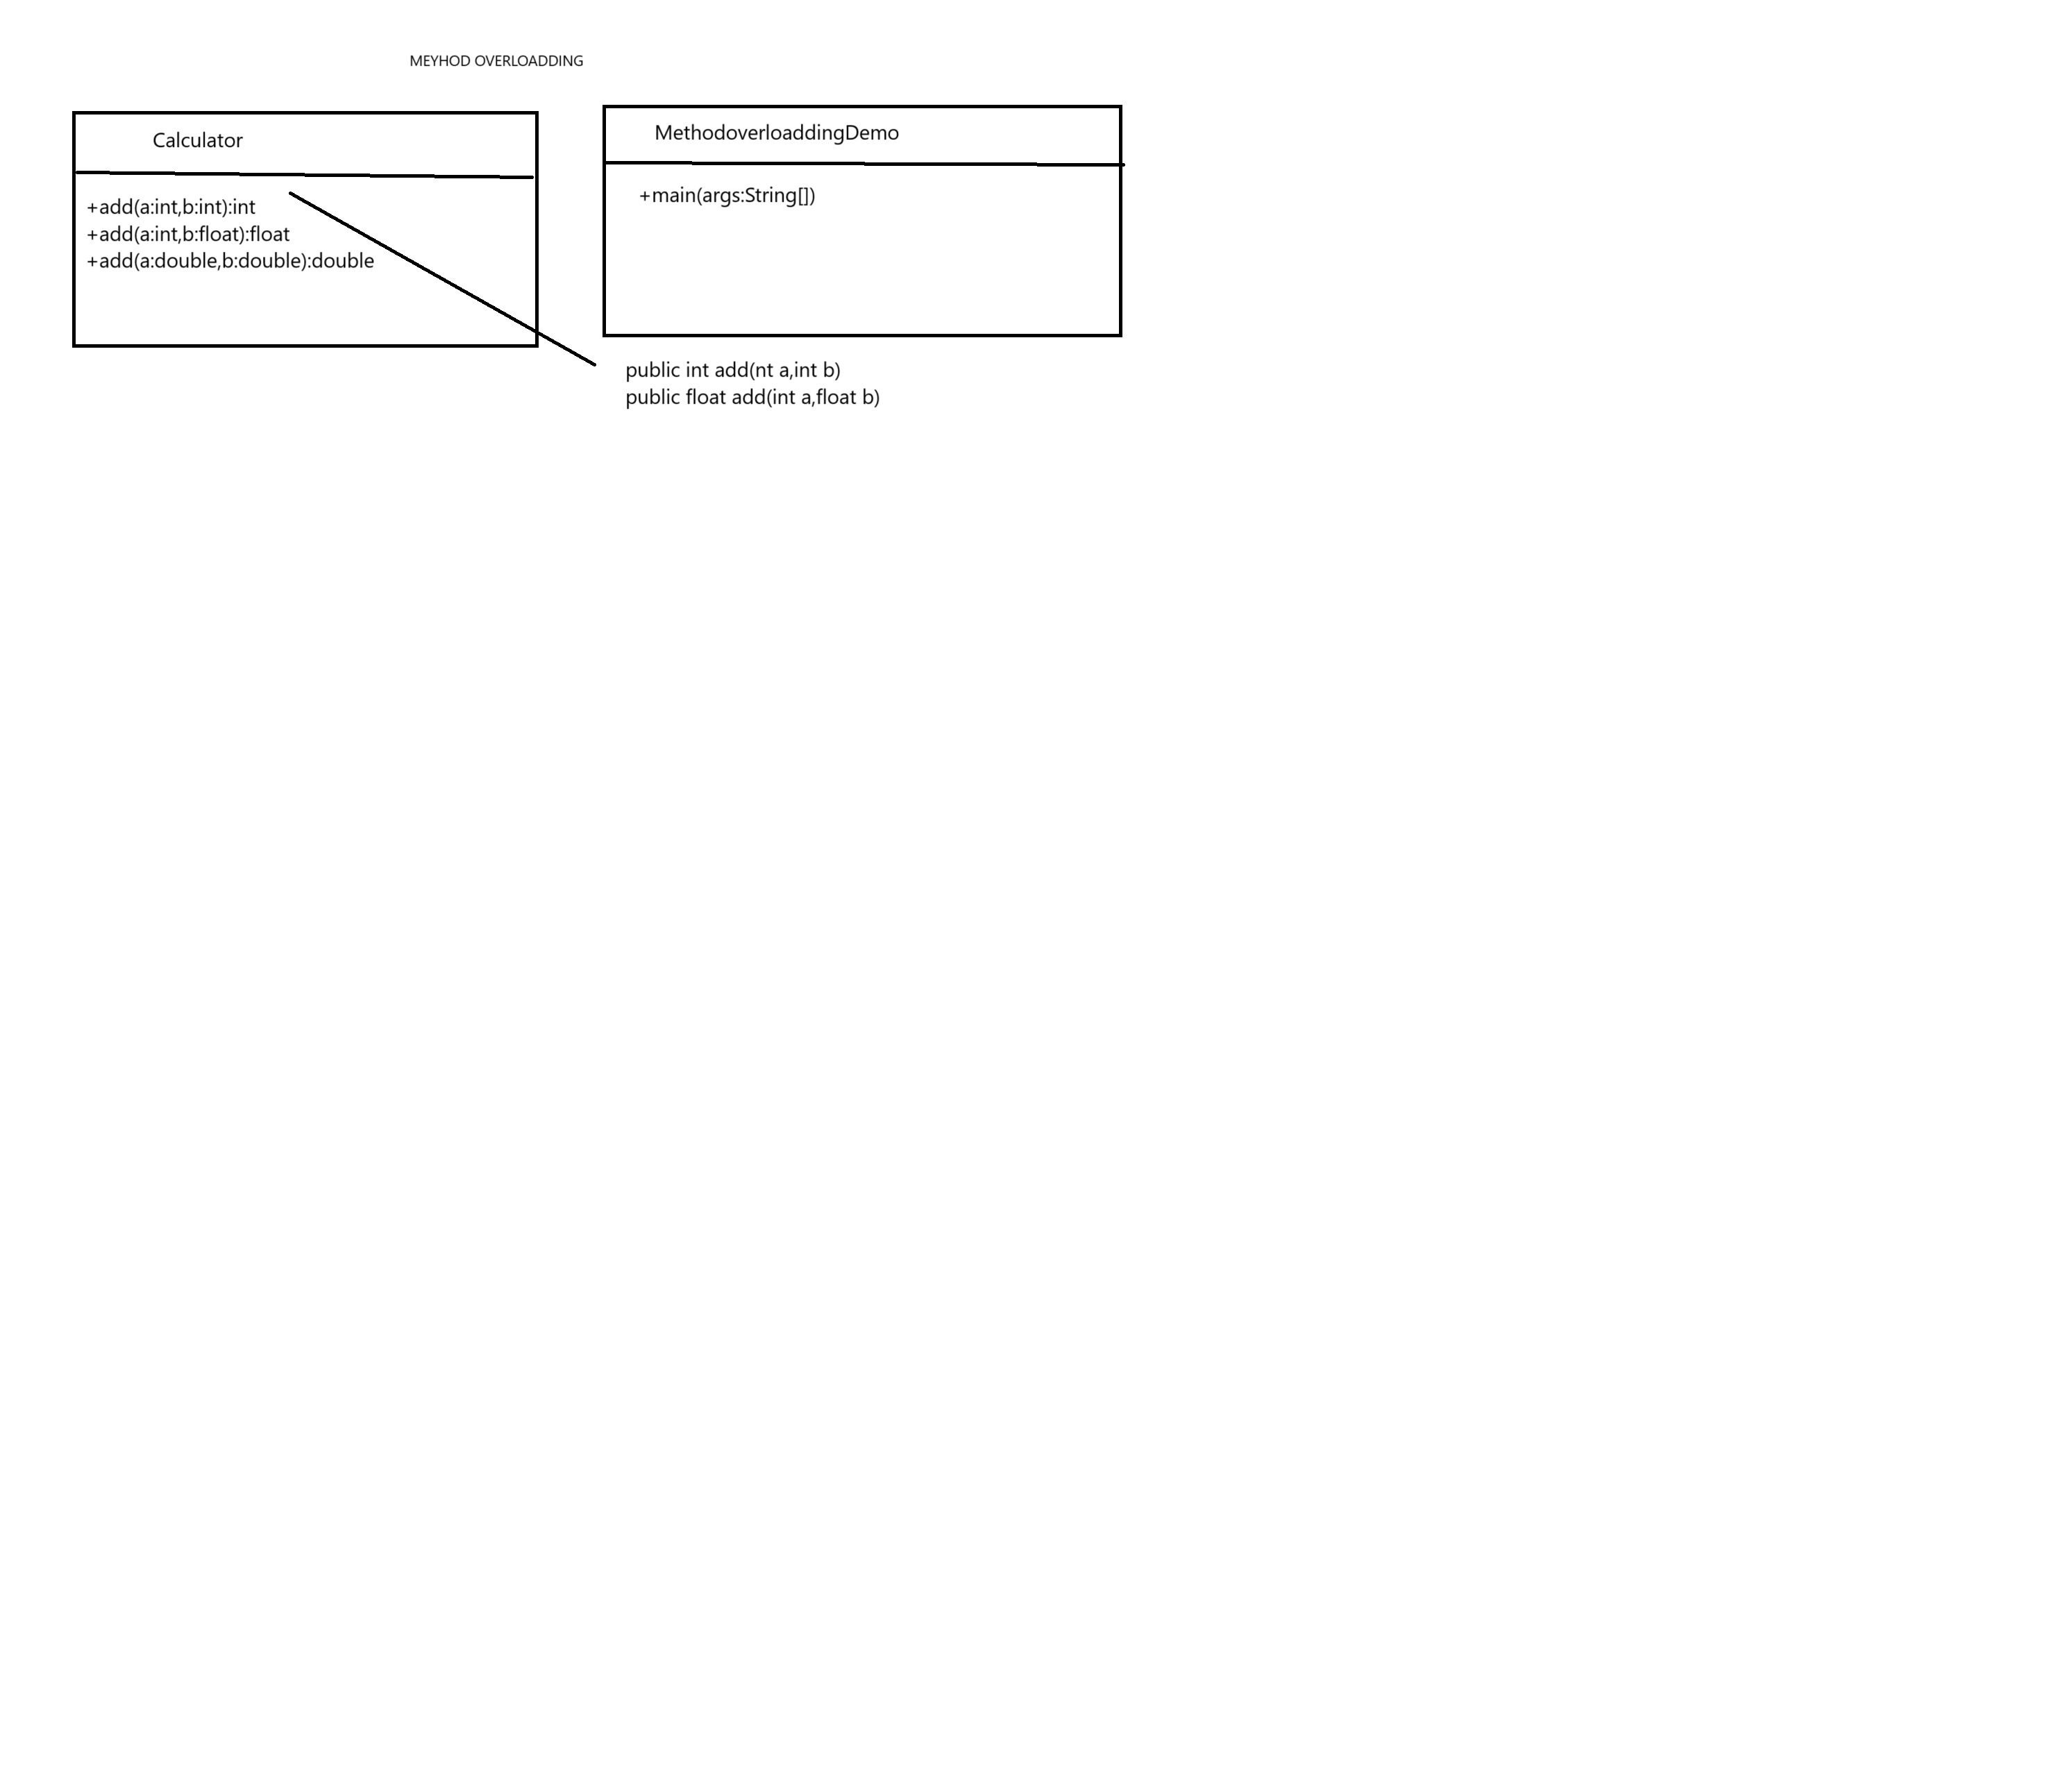 MEYHOD OVERLOADDING
Calculator
+add(a:int,b:int):int
+add(a:int,b:float):float
+add(a:double,b:double):double
MethodoverloaddingDemo
+main(args:String[])
public int add(nt a,int b)
public float add(int a,float b)